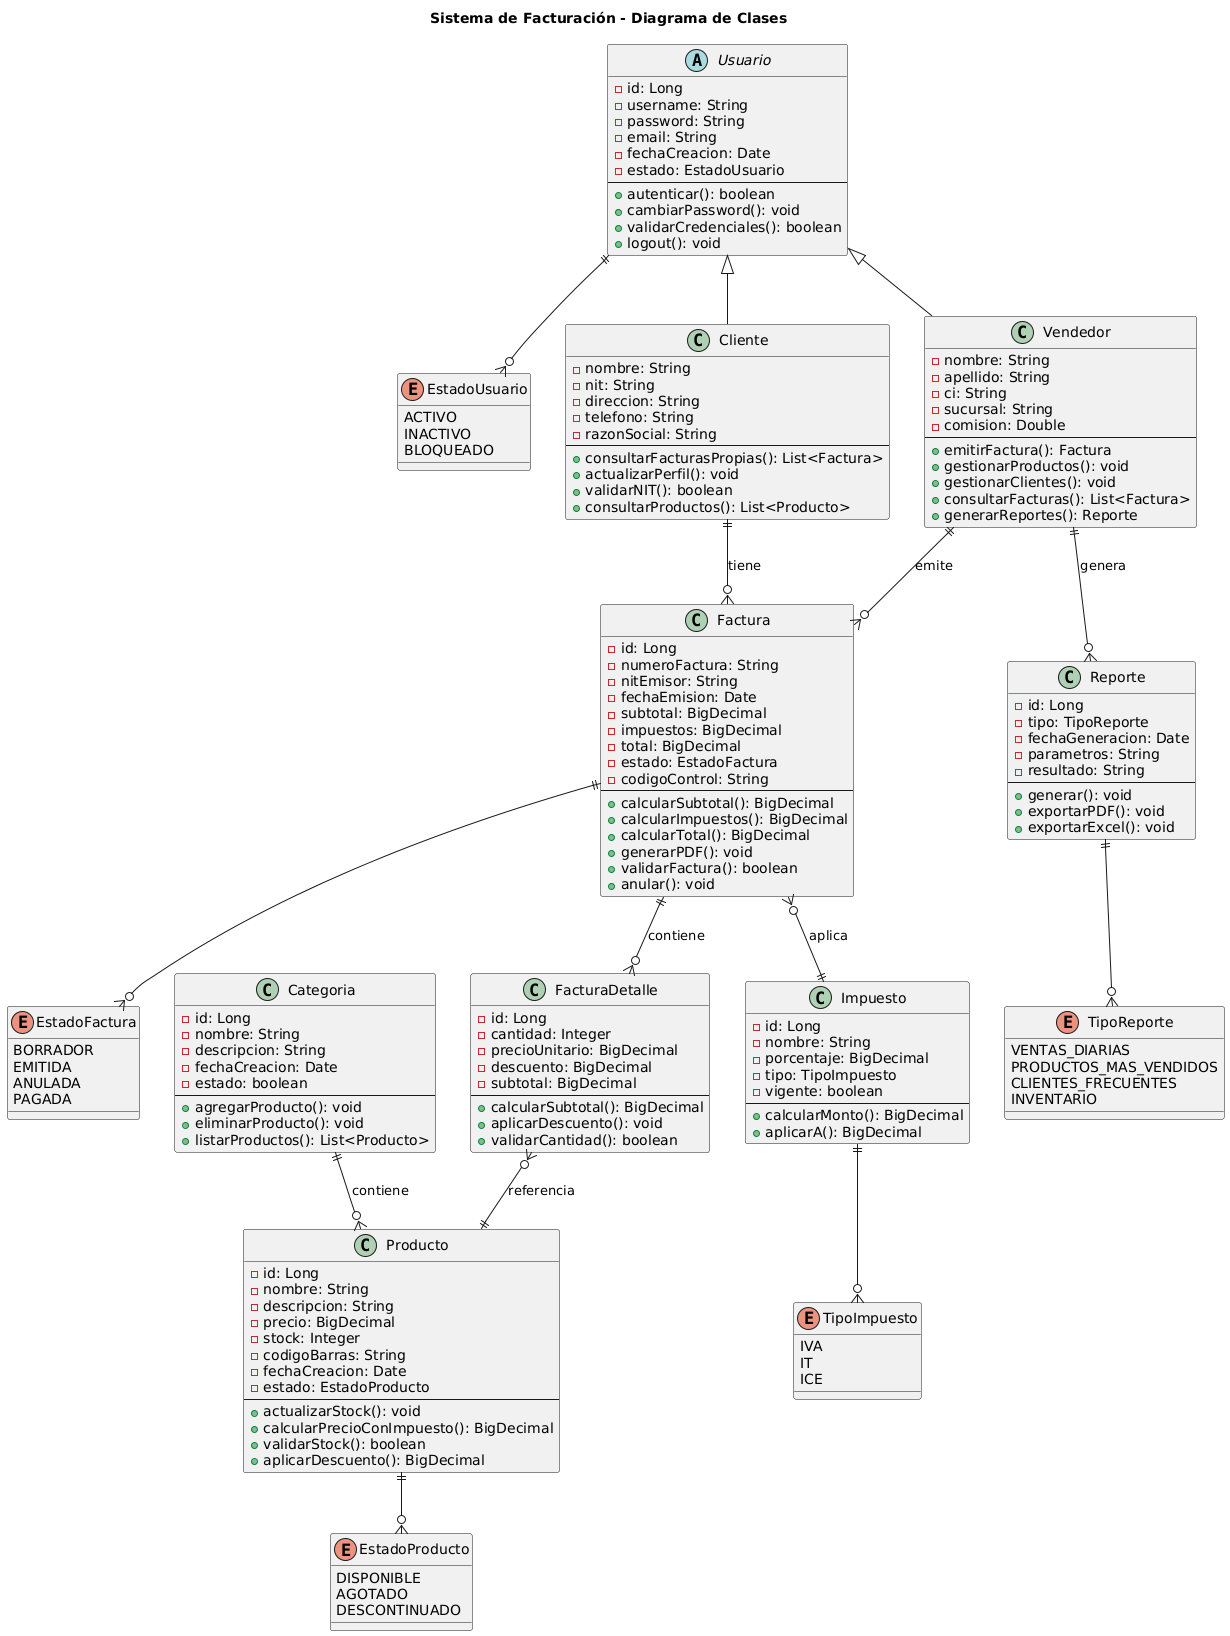 Sistema de Facturación - Diagrama de Clases
A Usuario
id: Long
username: String
password: String
email: String
fechaCreacion: Date
estado: EstadoUsuario
autenticar(): boolean
cambiarPassword(): void
validarCredenciales(): boolean
logout(): void
E EstadoUsuario
ACTIVO
INACTIVO
BLOQUEADO
C Cliente
nombre: String
nit: String
direccion: String
telefono: String
razonSocial: String
consultarFacturasPropias(): List<Factura>
actualizarPerfil(): void
validarNIT(): boolean
consultarProductos(): List<Producto>
C Vendedor
nombre: String
apellido: String
ci: String
sucursal: String
comision: Double
emitirFactura(): Factura
gestionarProductos(): void
gestionarClientes(): void
consultarFacturas(): List<Factura>
generarReportes(): Reporte
tiene
emite
genera
C Factura
id: Long
numeroFactura: String
nitEmisor: String
fechaEmision: Date
subtotal: BigDecimal
impuestos: BigDecimal
total: BigDecimal
estado: EstadoFactura
codigoControl: String
calcularSubtotal(): BigDecimal
calcularImpuestos(): BigDecimal
calcularTotal(): BigDecimal
generarPDF(): void
validarFactura(): boolean
anular(): void
C Reporte
id: Long
tipo: TipoReporte
fechaGeneracion: Date
parametros: String
resultado: String
generar(): void
exportarPDF(): void
exportarExcel(): void
contiene
aplica
E EstadoFactura
BORRADOR
EMITIDA
ANULADA
PAGADA
C Categoria
id: Long
nombre: String
descripcion: String
fechaCreacion: Date
estado: boolean
agregarProducto(): void
eliminarProducto(): void
listarProductos(): List<Producto>
C FacturaDetalle
id: Long
cantidad: Integer
precioUnitario: BigDecimal
descuento: BigDecimal
subtotal: BigDecimal
calcularSubtotal(): BigDecimal
aplicarDescuento(): void
validarCantidad(): boolean
C Impuesto
id: Long
nombre: String
porcentaje: BigDecimal
tipo: TipoImpuesto
vigente: boolean
calcularMonto(): BigDecimal
aplicarA(): BigDecimal
E TipoReporte
VENTAS_DIARIAS
PRODUCTOS_MAS_VENDIDOS
CLIENTES_FRECUENTES
INVENTARIO
contiene
referencia
C Producto
id: Long
nombre: String
descripcion: String
precio: BigDecimal
stock: Integer
codigoBarras: String
fechaCreacion: Date
estado: EstadoProducto
actualizarStock(): void
calcularPrecioConImpuesto(): BigDecimal
validarStock(): boolean
aplicarDescuento(): BigDecimal
E TipoImpuesto
IVA
IT
ICE
E EstadoProducto
DISPONIBLE
AGOTADO
DESCONTINUADO